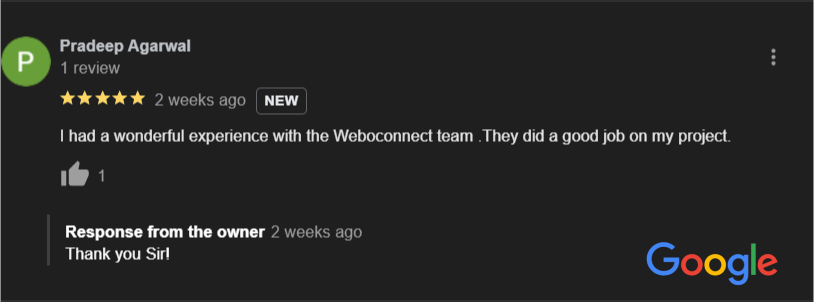 P
Pradeep Agarwal
1 review
2 weeks ago NEW
I had a wonderful experience with the Weboconnect team .They did a good job on my project.
1
Response from the owner 2 weeks ago
Thank you Sir!
Google